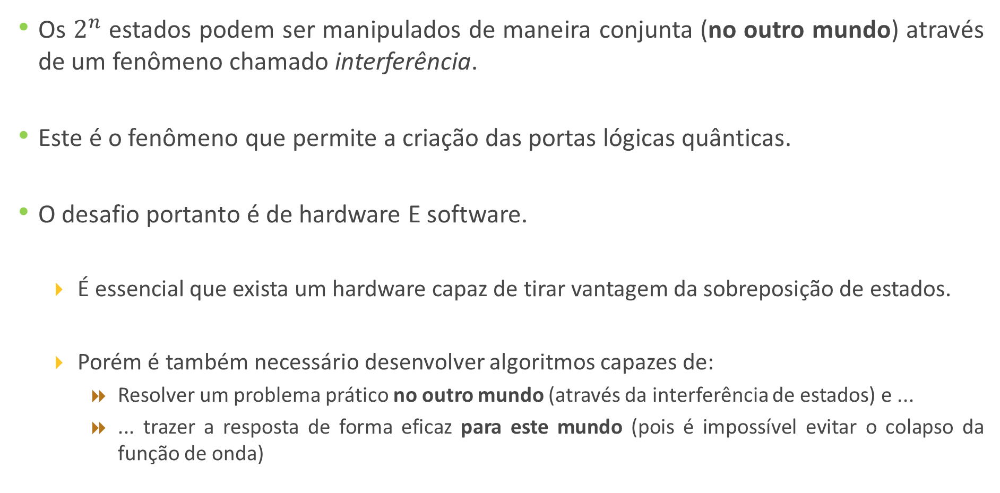 • Os 2ⁿ estados podem ser manipulados de maneira conjunta (no outro mundo) através
de um fenômeno chamado interferência.
• Este é o fenômeno que permite a criação das portas lógicas quânticas.
• O desafio portanto é de hardware E software.
É essencial que exista um hardware capaz de tirar vantagem da sobreposição de estados.
Porém é também necessário desenvolver algoritmos capazes de:
Resolver um problema prático no outro mundo (através da interferência de estados) e ...
... trazer a resposta de forma eficaz para este mundo (pois é impossível evitar o colapso da
função de onda)